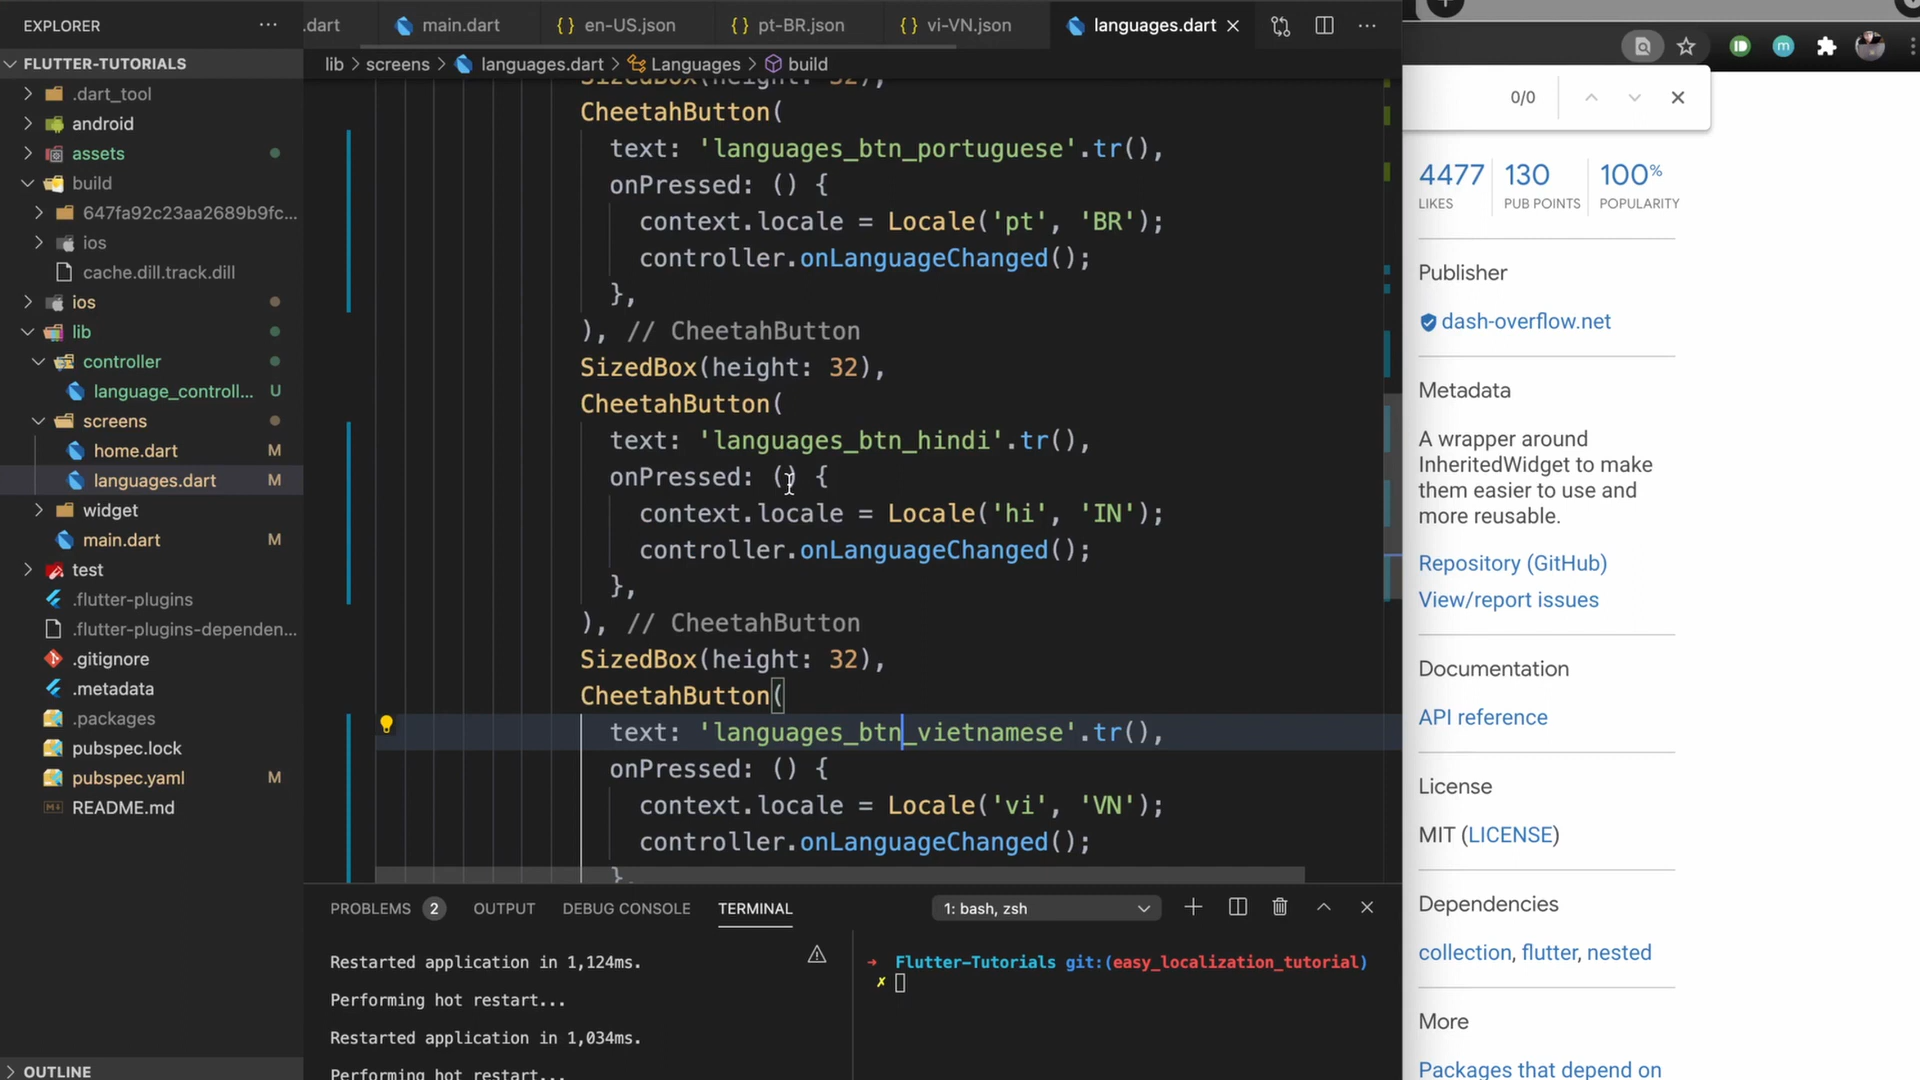 EXPLORER
FLUTTER-TUTORIALS
.dart_tool
android
assets
build
647fa92c23aa2689b9fc...
ios
cache.dill.track.dill
ios
lib
controller
language_controll... U
screens
home.dart M
languages.dart M
widget
main.dart M
test
.flutter-plugins
.flutter-plugins-dependen...
.gitignore
.metadata
.packages
pubspec.lock
pubspec.yaml M
README.md
OUTLINE
.dart
main.dart
{} en-US.json
{} pt-BR.json
{} vi-VN.json
languages.dart
lib > screens > languages.dart > Languages > build
SizedBox(height: 32),
CheetahButton(
text: 'languages_btn_portuguese'.tr(),
onPressed: () {
context.locale = Locale('pt', 'BR');
controller.onLanguageChanged();
},
), // CheetahButton
SizedBox(height: 32),
CheetahButton(
text: 'languages_btn_hindi'.tr(),
onPressed: () {
context.locale = Locale('hi', 'IN');
controller.onLanguageChanged();
},
), // CheetahButton
SizedBox(height: 32),
CheetahButton(
text: 'languages_btn_vietnamese'.tr(),
onPressed: () {
context.locale = Locale('vi', 'VN');
controller.onLanguageChanged();
}
PROBLEMS 2 OUTPUT DEBUG CONSOLE TERMINAL
1: bash, zsh
Restarted application in 1,124ms.
Performing hot restart...
Restarted application in 1,034ms.
Performing hot restart...
➜ Flutter-Tutorials git:(easy_localization_tutorial)
✗
m
0/0
4477 130 100%
LIKES PUB POINTS POPULARITY
Publisher
dash-overflow.net
Metadata
A wrapper around
InheritedWidget to make
them easier to use and
more reusable.
Repository (GitHub)
View/report issues
Documentation
API reference
License
MIT (LICENSE)
Dependencies
collection, flutter, nested
More
Packages that depend on